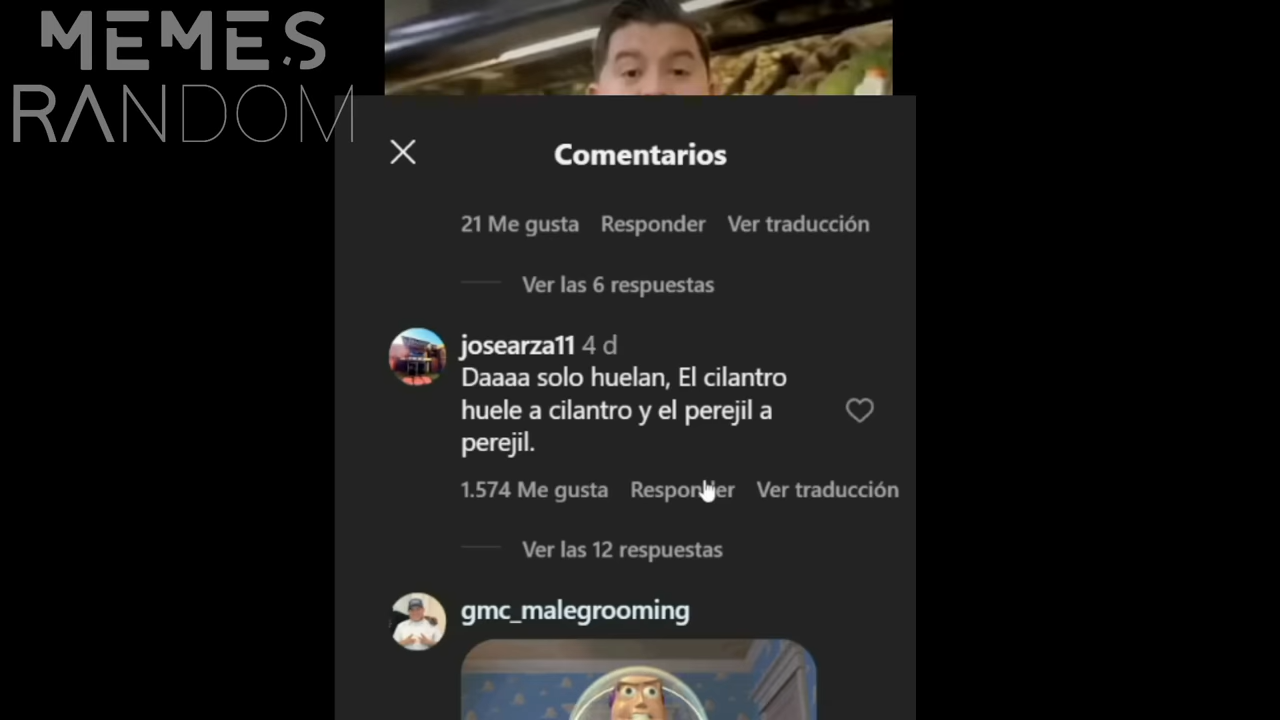 MEMES
RANDOM
Comentarios
21 Me gusta Responder Ver traducción
Ver las 6 respuestas
josearza11 4 d
Daaaa solo huelan, El cilantro
huele a cilantro y el perejil a
perejil.
1.574 Me gusta Responder Ver traducción
Ver las 12 respuestas
gmc_malegrooming